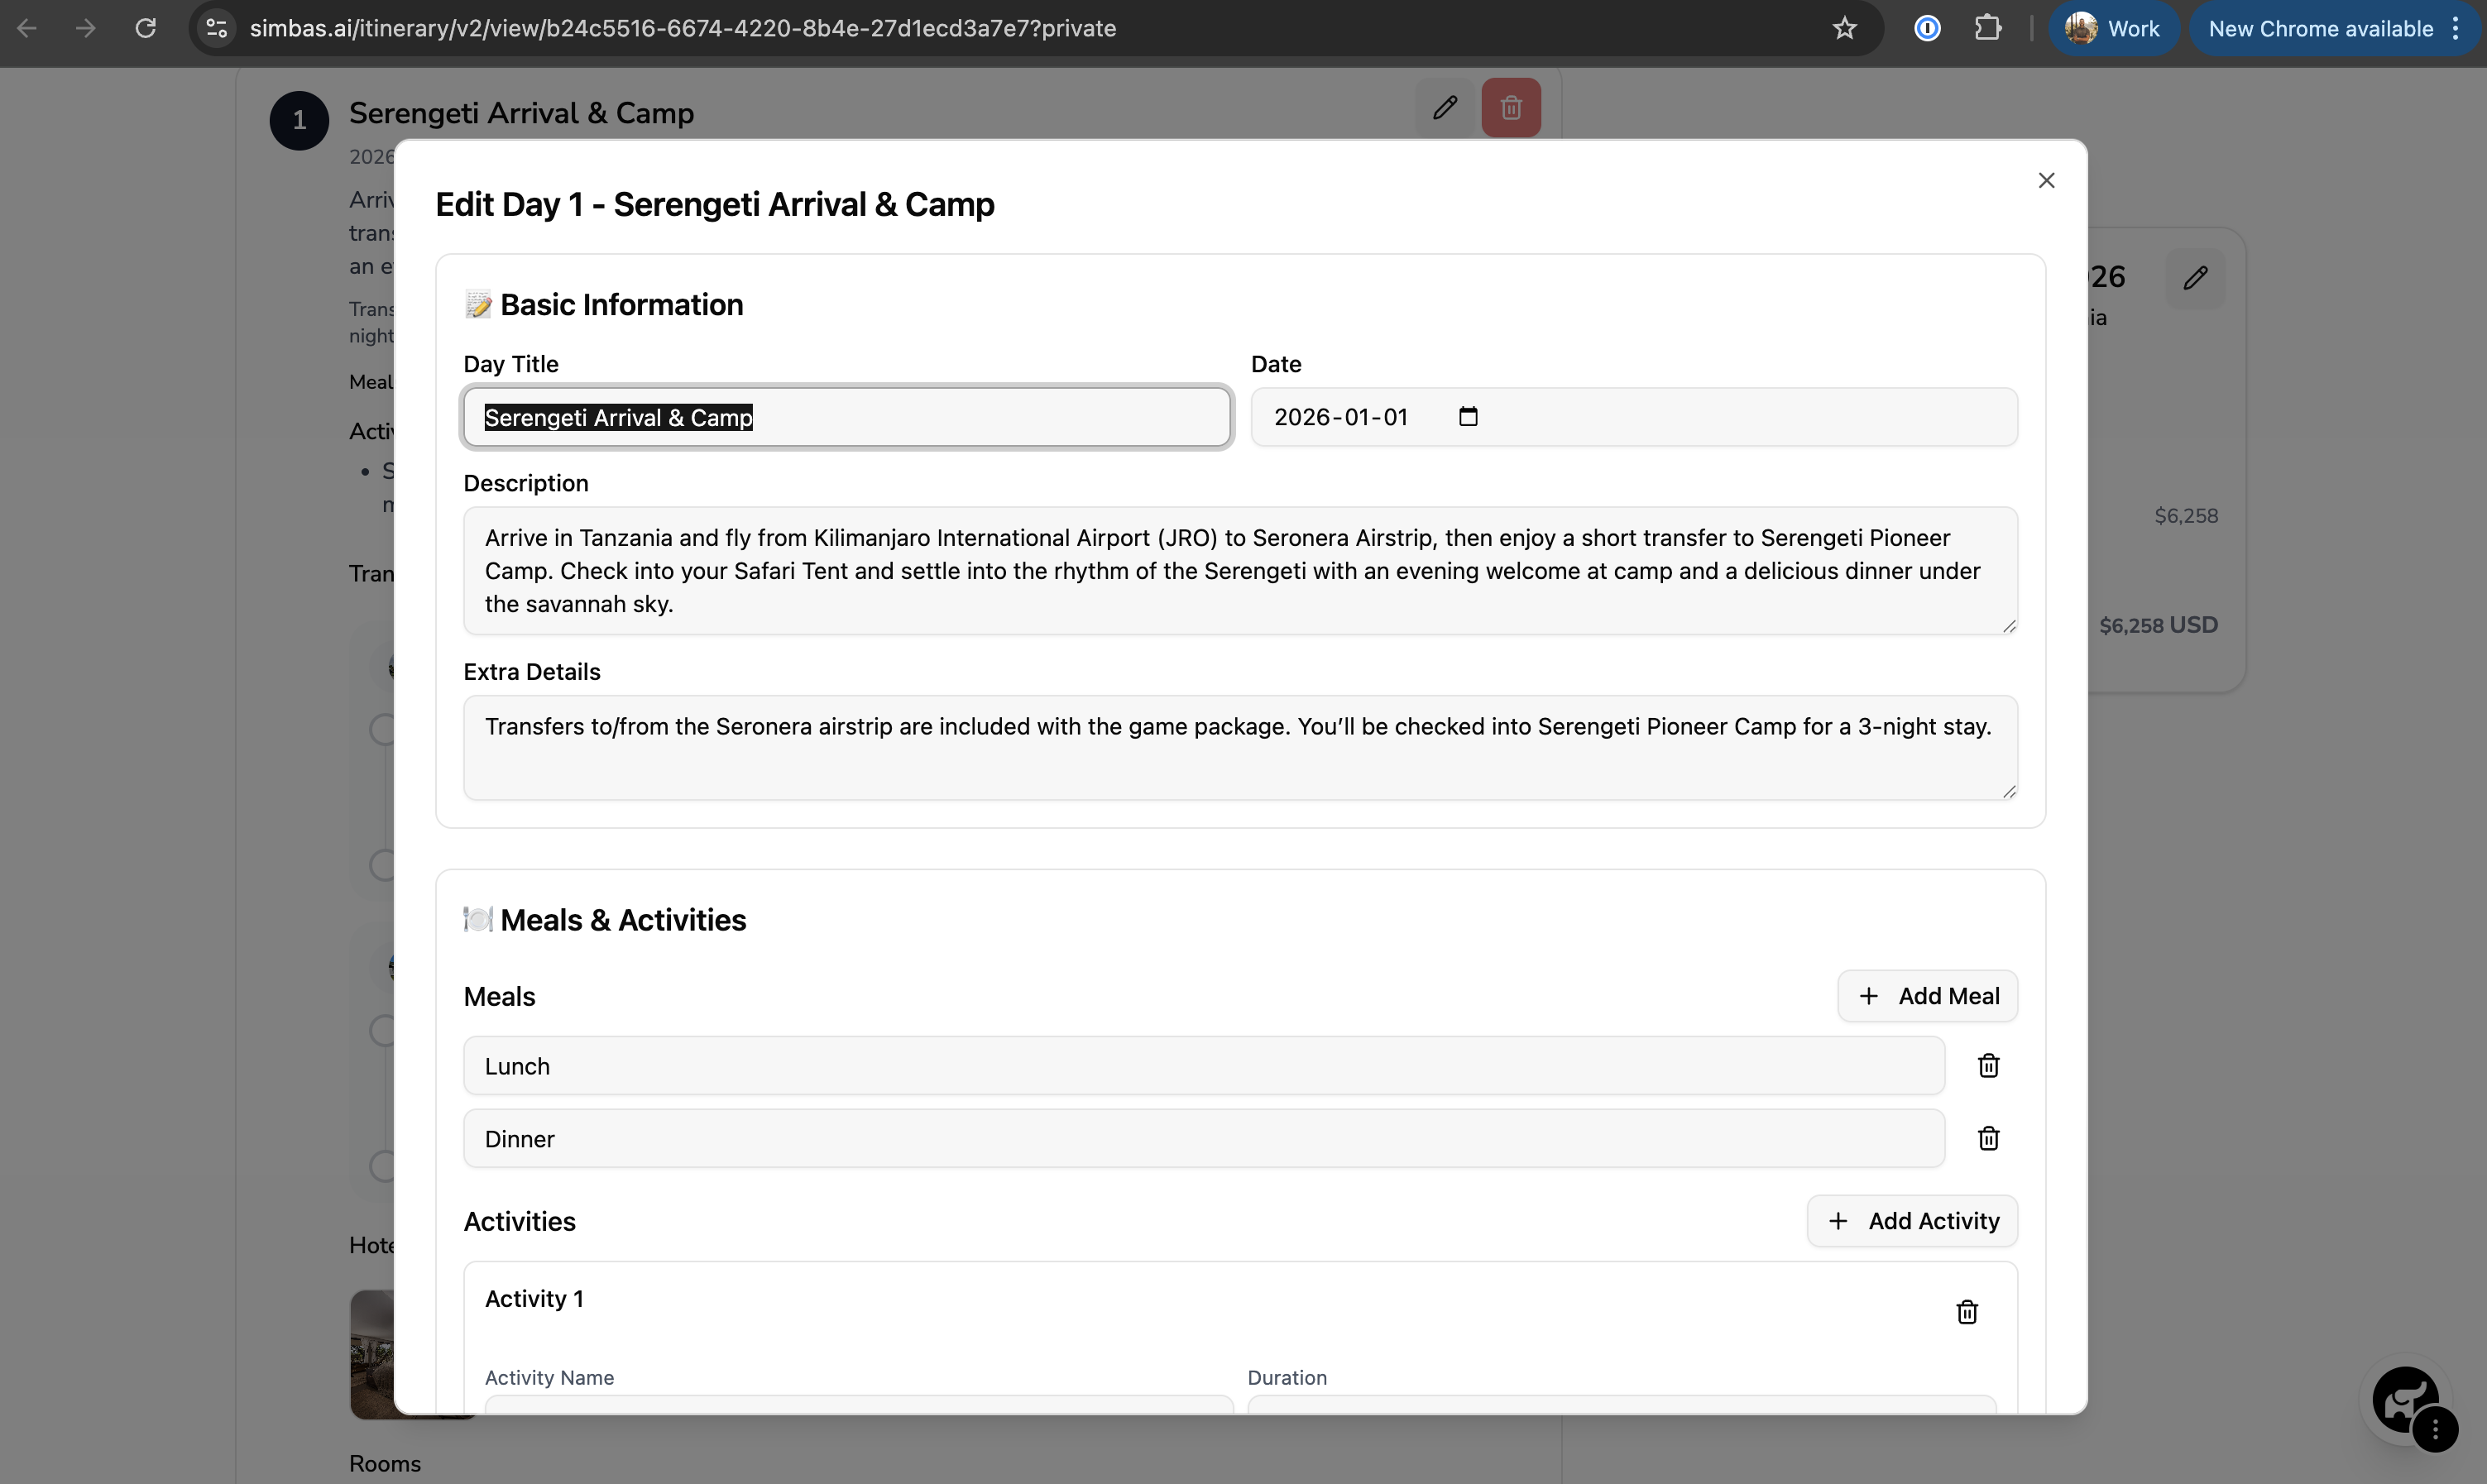 simbas.ai/itinerary/v2/view/b24c5516-6674-4220-8b4e-27d1ecd3a7e7?private
Work
New Chrome available
1
Serengeti Arrival & Camp
2026
Edit Day 1 - Serengeti Arrival & Camp
📝 Basic Information
Day Title
Date
Serengeti Arrival & Camp
2026-01-01
Description
Arrive in Tanzania and fly from Kilimanjaro International Airport (JRO) to Seronera Airstrip, then enjoy a short transfer to Serengeti Pioneer
Camp. Check into your Safari Tent and settle into the rhythm of the Serengeti with an evening welcome at camp and a delicious dinner under
the savannah sky.
Extra Details
Transfers to/from the Seronera airstrip are included with the game package. You’ll be checked into Serengeti Pioneer Camp for a 3-night stay.
🍽️ Meals & Activities
Meals
+ Add Meal
Lunch
Dinner
Activities
+ Add Activity
Activity 1
Activity Name
Duration
an e
night
Meal
Rooms
26
ia
$6,258
$6,258 USD